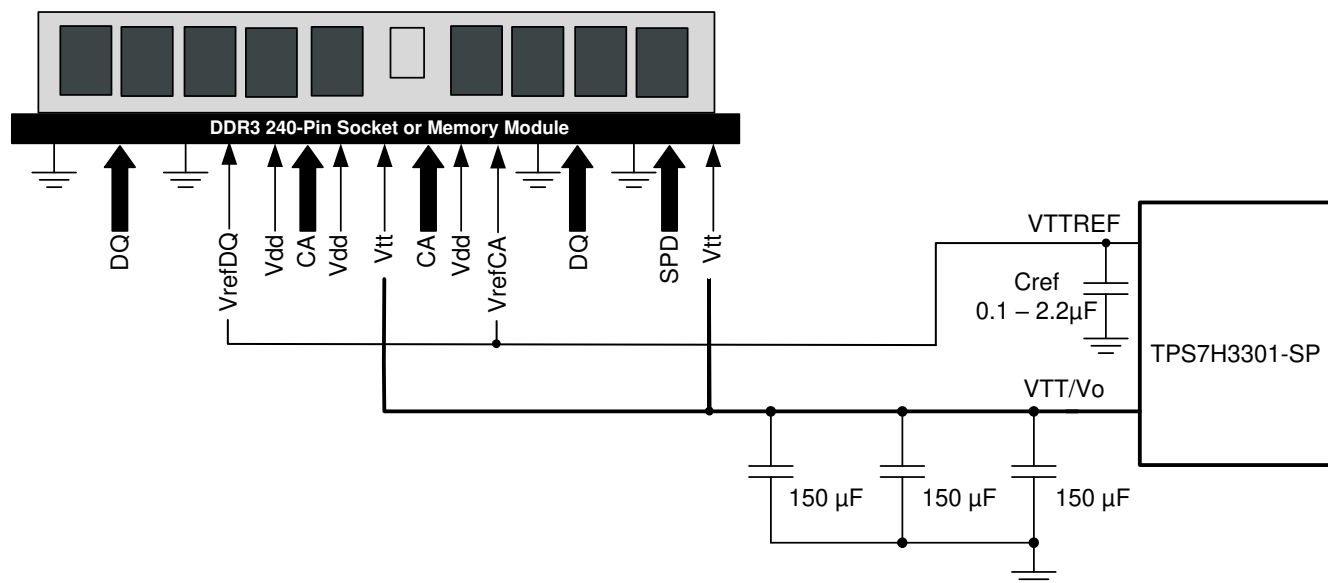 DDR3 240-Pin Socket or Memory Module
DQ
VrefDQ
Vdd
CA
Vdd
Vtt
CA
Vdd
VrefCA
DQ
SPD
Vtt
VTTREF
Cref
0.1 – 2.2µF
TPS7H3301-SP
VTT/Vo
150 µF
150 µF
150 µF